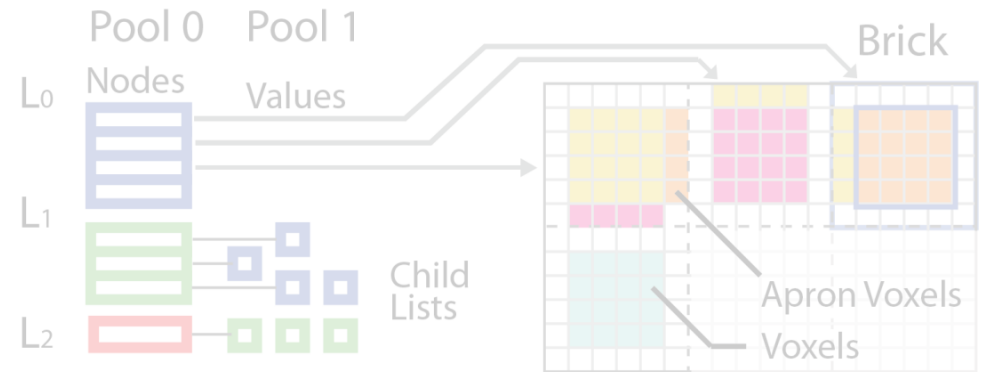 Pool 0 Pool 1
Brick
L0
Nodes
Values
L1
Child
Lists
Apron Voxels
L2
Voxels